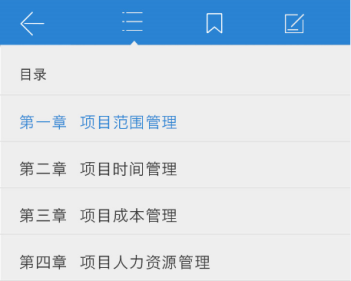 目录
第一章 项目范围管理
第二章 项目时间管理
第三章 项目成本管理
第四章 项目人力资源管理